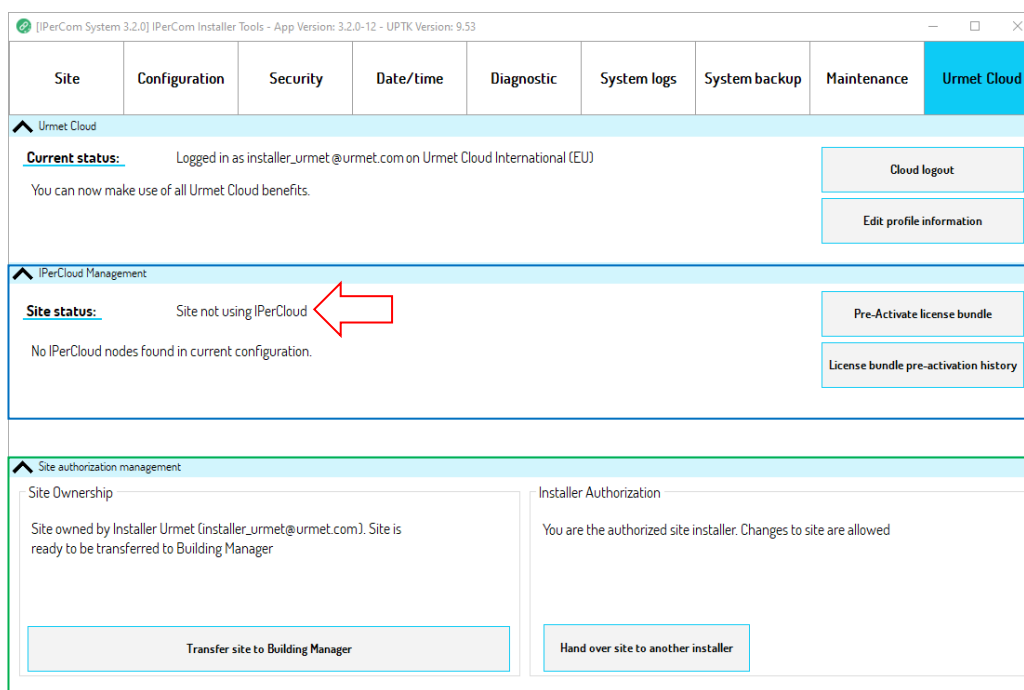 [IPerCom System 3.2.0] IPerCom Installer Tools - App Version: 3.2.0-12 - UPTK Version: 9.53
Site Configuration Security Date/time Diagnostic System logs System backup Maintenance Urmet Cloud
Urmet Cloud
Current status: Logged in as installer_urmet@urmet.com on Urmet Cloud International (EU)
Cloud logout
You can now make use of all Urmet Cloud benefits.
Edit profile information
IPerCloud Management
Site status: Site not using IPerCloud
Pre-Activate license bundle
No IPerCloud nodes found in current configuration.
License bundle pre-activation history
Site authorization management
Site Ownership
Site owned by Installer Urmet (installer_urmet@urmet.com). Site is
ready to be transferred to Building Manager
Transfer site to Building Manager
Installer Authorization
You are the authorized site installer. Changes to site are allowed
Hand over site to another installer